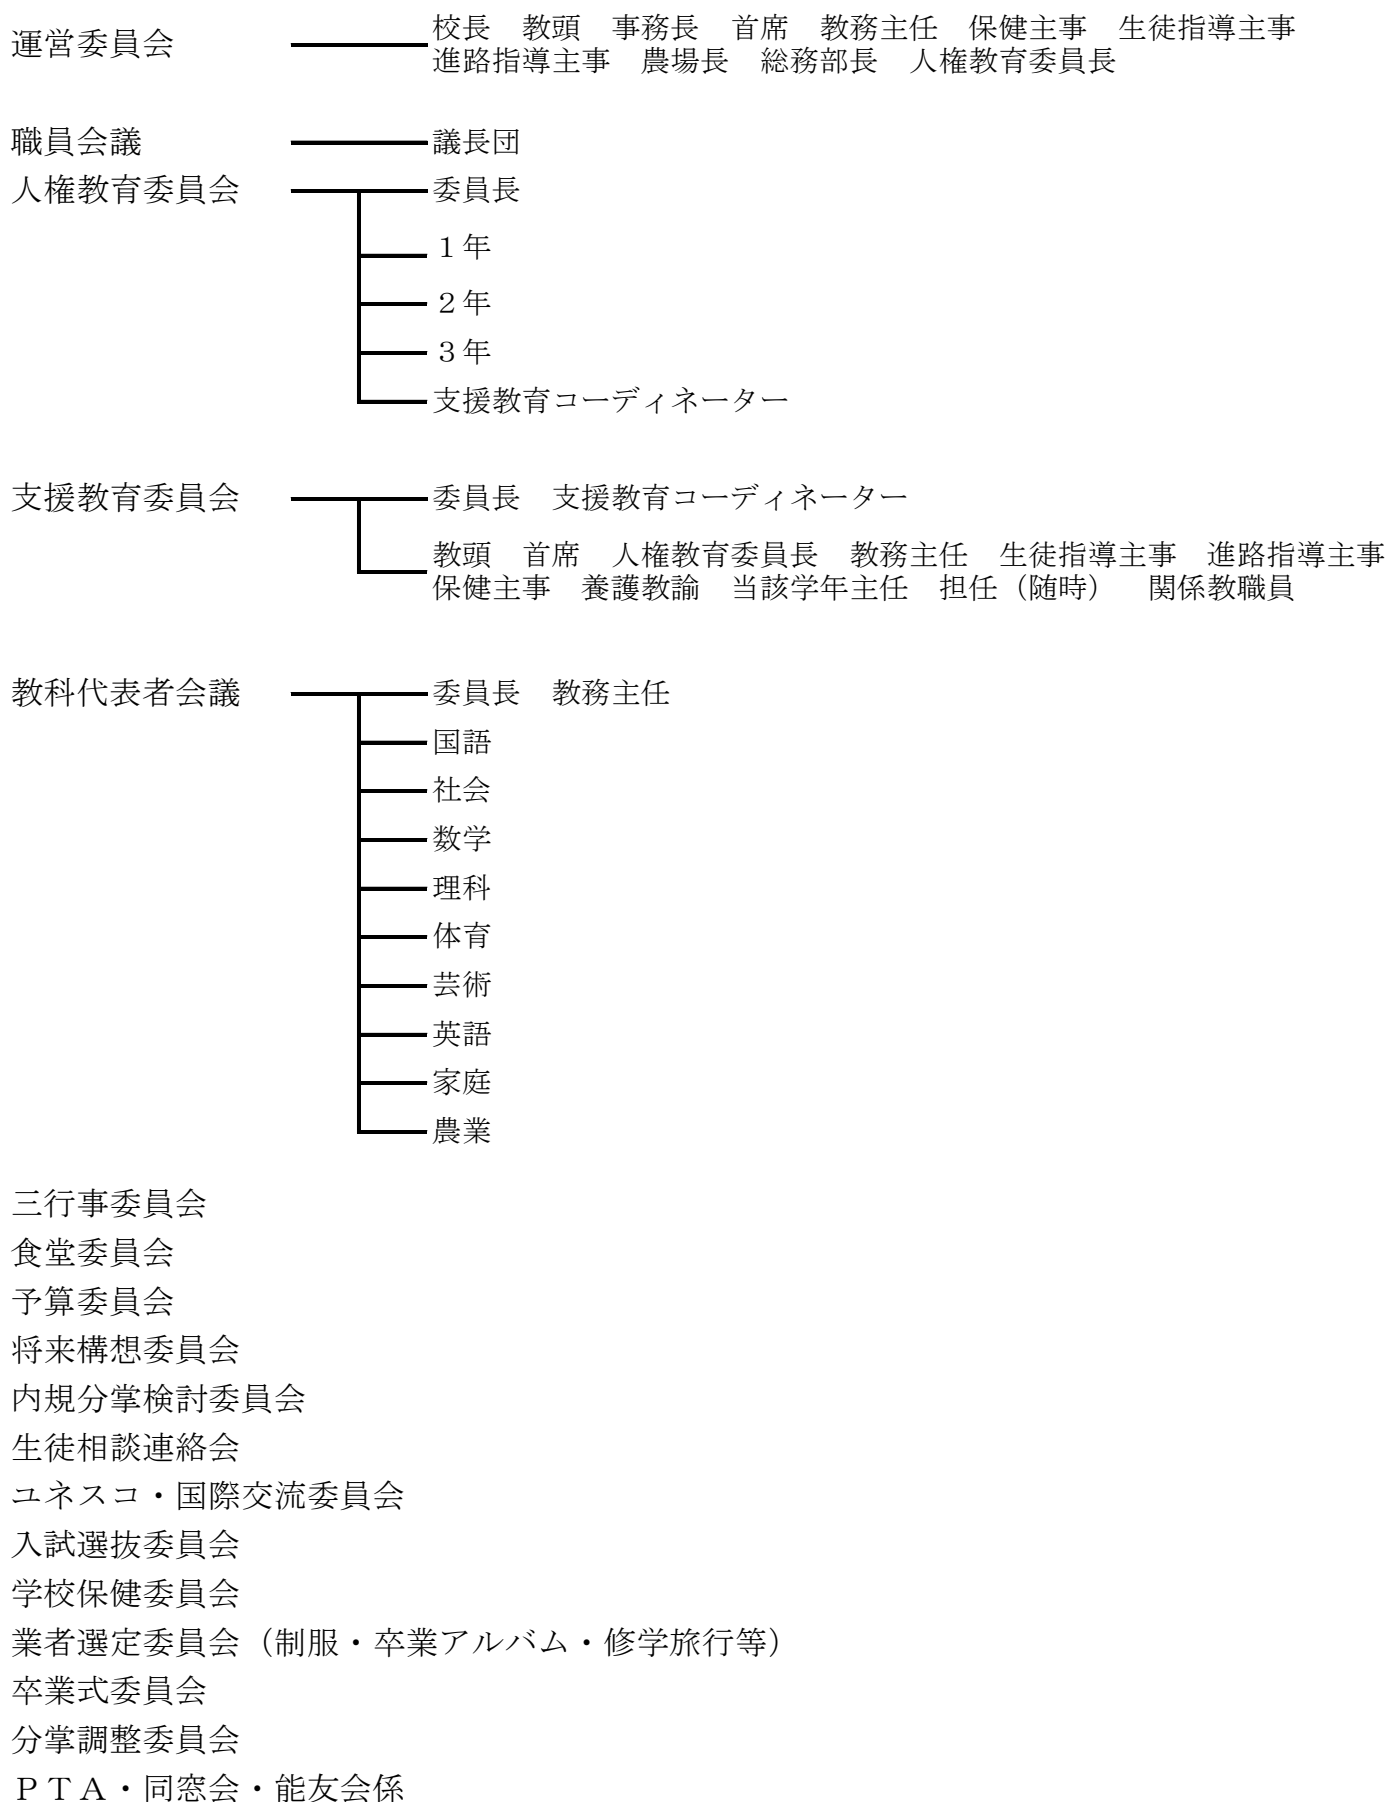 運営委員会
校長　教頭　事務長　首席　教務主任　保健主事　生徒指導主事
進路指導主事　農場長　総務部長　人権教育委員長
職員会議
議長団
人権教育委員会
委員長
１年
２年
３年
支援教育コーディネーター
支援教育委員会
委員長　支援教育コーディネーター
教頭　首席　人権教育委員長　教務主任　生徒指導主事　進路指導主事
保健主事　養護教諭　当該学年主任　担任（随時）　関係教職員
教科代表者会議
委員長　教務主任
国語
社会
数学
理科
体育
芸術
英語
家庭
農業
三行事委員会
食堂委員会
予算委員会
将来構想委員会
内規分掌検討委員会
生徒相談連絡会
ユネスコ・国際交流委員会
入試選抜委員会
学校保健委員会
業者選定委員会（制服・卒業アルバム・修学旅行等）
卒業式委員会
分掌調整委員会
ＰＴＡ・同窓会・能友会係